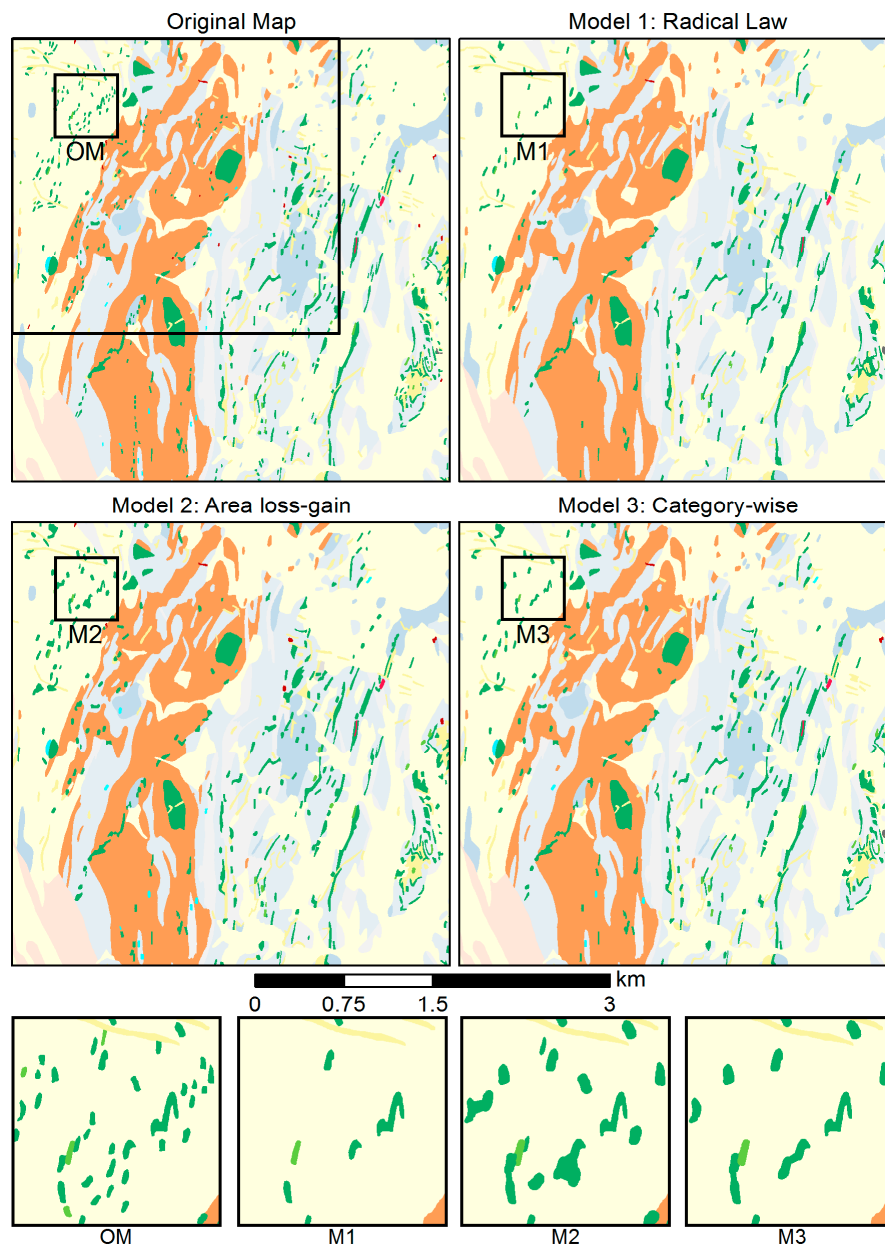 Original Map
Model 1: Radical Law
OM
M1
Model 2: Area loss-gain
Model 3: Category-wise
M2
M3
km
0 0.75 1.5 3
OM M1 M2 M3